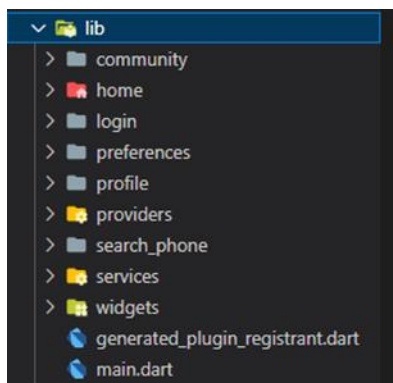 lib
community
home
login
preferences
profile
providers
search_phone
services
widgets
generated_plugin_registrant.dart
main.dart